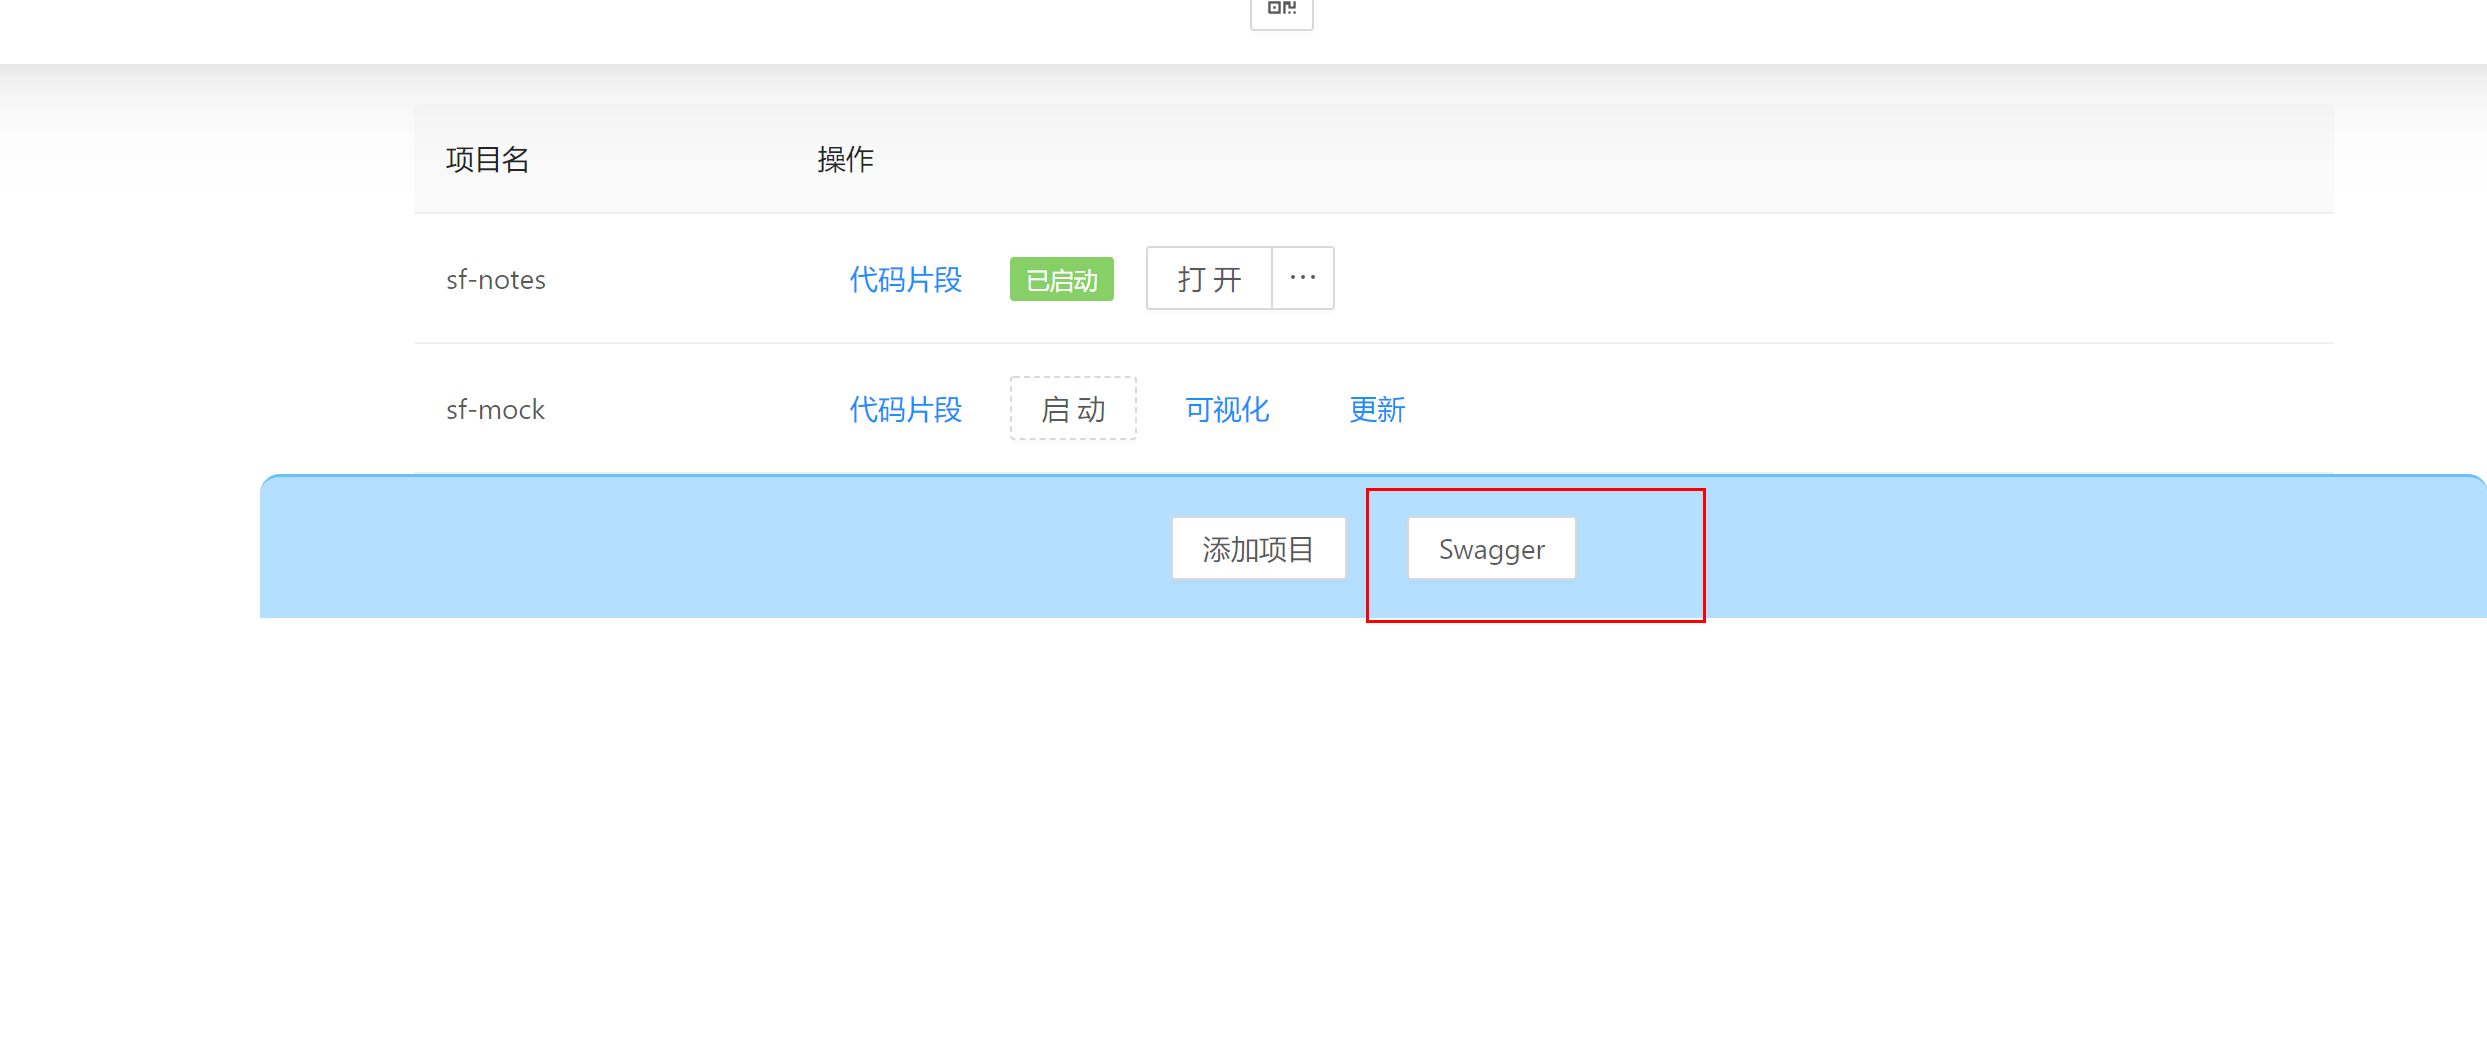 项目名 操作
sf-notes 代码片段 已启动 打 开 ···
sf-mock 代码片段 启 动 可视化 更新
添加项目 Swagger